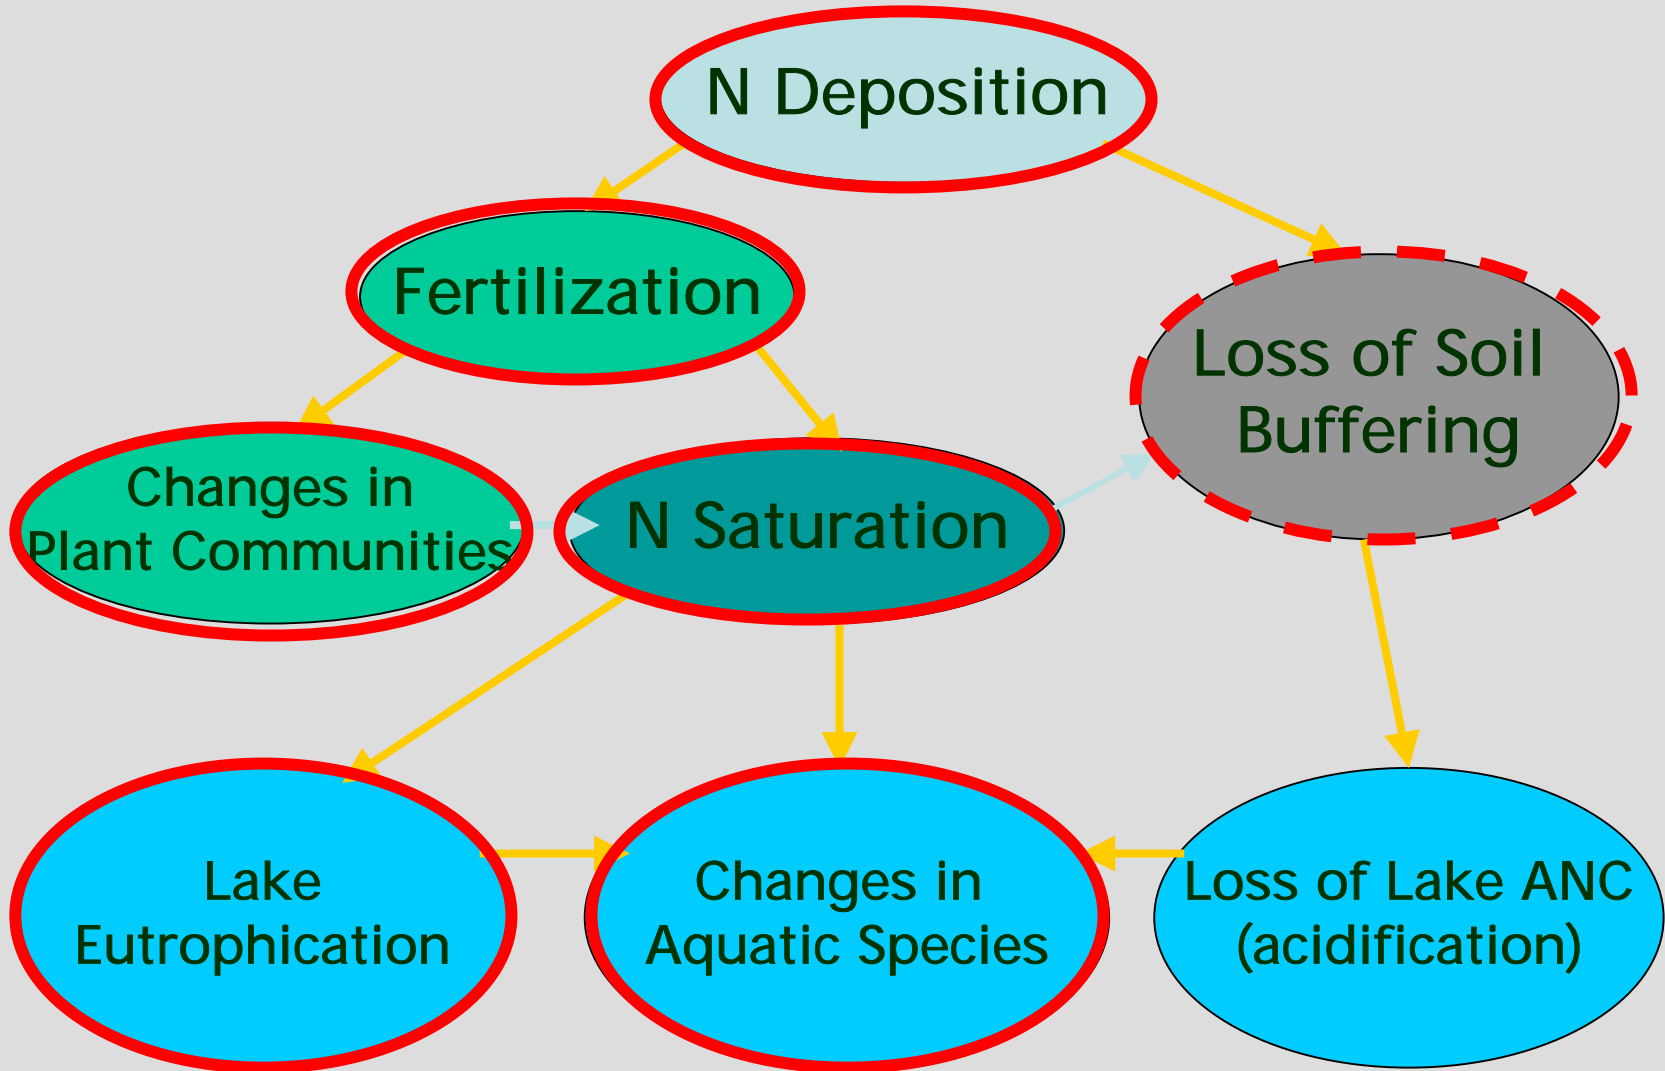 N Deposition
Fertilization
Loss of Soil
Buffering
Changes in
Plant Communities
N Saturation
Lake
Eutrophication
Changes in
Aquatic Species
Loss of Lake ANC
(acidification)